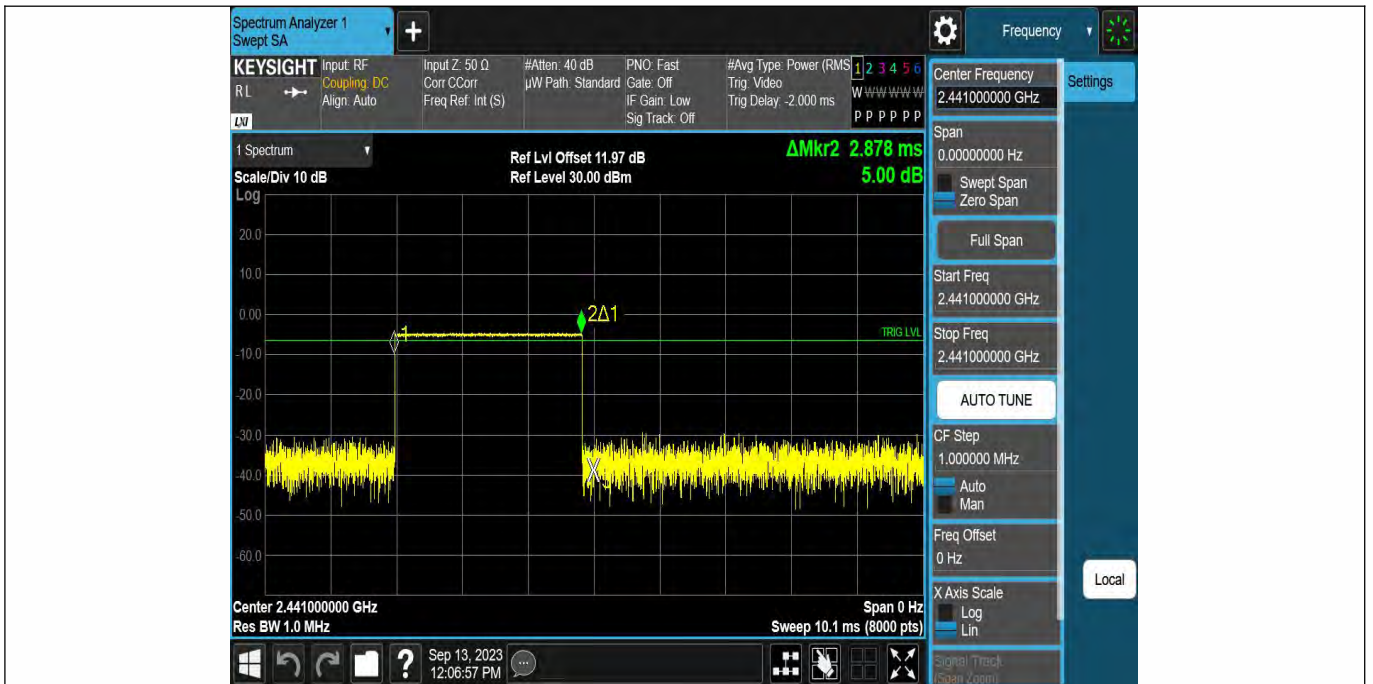 Spectrum Analyzer 1
Swept SA
+
Frequency
KEYSIGHT
RL
LXI
Input: RF
Coupling: DC
Align: Auto
Input Z: 50 Ω
Corr CCorr
Freq Ref: Int (S)
#Atten: 40 dB
µW Path: Standard
PNO: Fast
Gate: Off
IF Gain: Low
Sig Track: Off
#Avg Type: Power (RMS
Trig: Video
Trig Delay: -2.000 ms
1 2 3 4 5 6
W W W W W W
P P P P P P
1 Spectrum
Scale/Div 10 dB
Log
Ref Lvl Offset 11.97 dB
Ref Level 30.00 dBm
ΔMkr2 2.878 ms
5.00 dB
20.0
10.0
0.00
-10.0
-20.0
-30.0
-40.0
-50.0
-60.0
1
2Δ1
TRIG LVL
X
Center 2.441000000 GHz
Res BW 1.0 MHz
Span 0 Hz
Sweep 10.1 ms (8000 pts)
?
Sep 13, 2023
12:06:57 PM
Center Frequency
2.441000000 GHz
Span
0.00000000 Hz
Swept Span
Zero Span
Full Span
Start Freq
2.441000000 GHz
Stop Freq
2.441000000 GHz
AUTO TUNE
CF Step
1.000000 MHz
Auto
Man
Freq Offset
0 Hz
X Axis Scale
Log
Lin
Signal Track
(Span Zoom)
Settings
Local